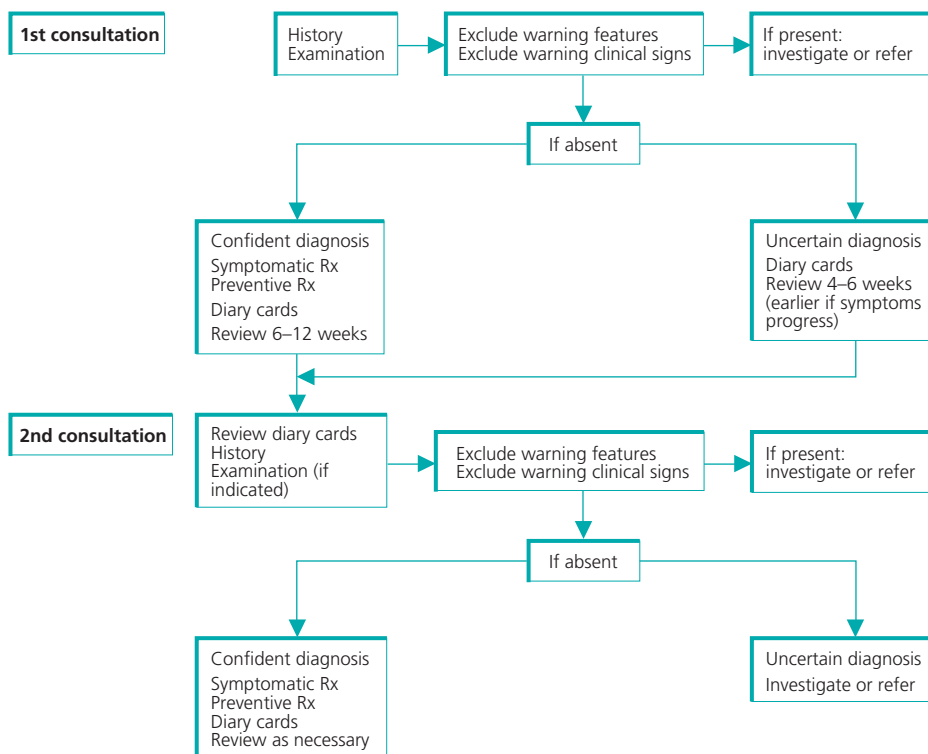 1st consultation
History
Examination
Exclude warning features
Exclude warning clinical signs
If present:
investigate or refer
If absent
Confident diagnosis
Symptomatic Rx
Preventive Rx
Diary cards
Review 6–12 weeks
Uncertain diagnosis
Diary cards
Review 4–6 weeks
(earlier if symptoms
progress)
2nd consultation
Review diary cards
History
Examination (if
indicated)
Exclude warning features
Exclude warning clinical signs
If present:
investigate or refer
If absent
Confident diagnosis
Symptomatic Rx
Preventive Rx
Diary cards
Review as necessary
Uncertain diagnosis
Investigate or refer